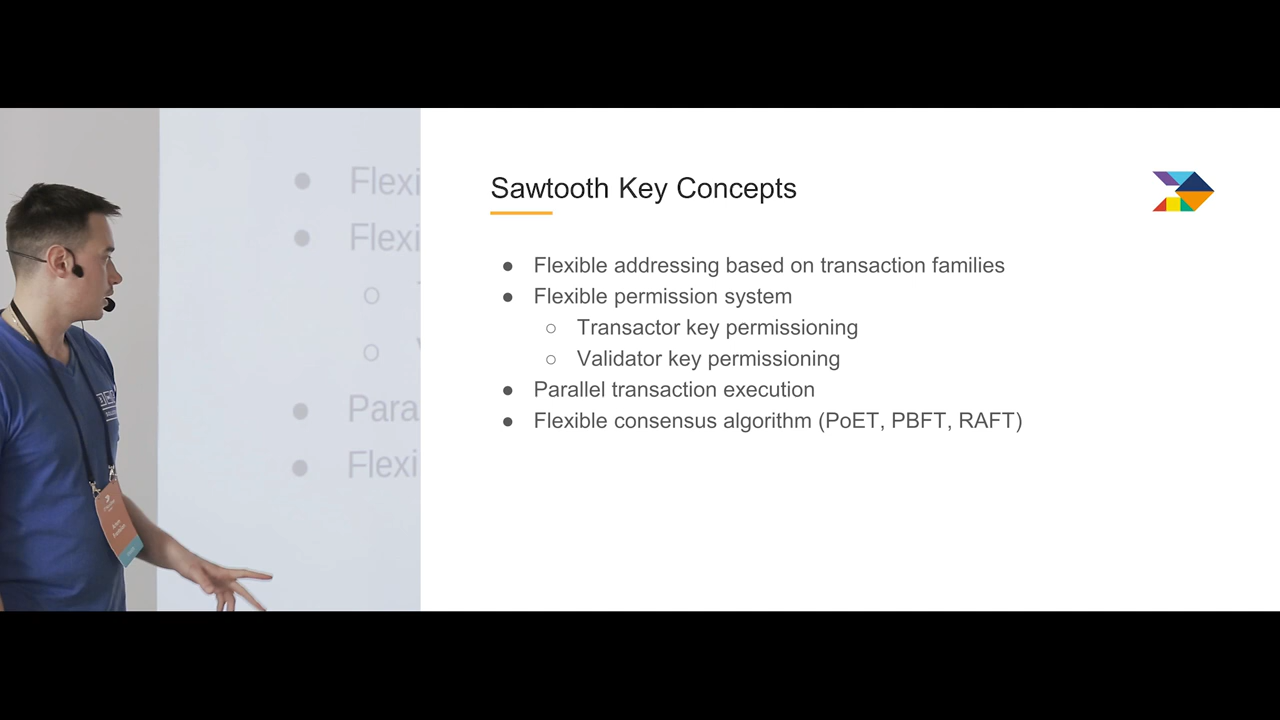 Sawtooth Key Concepts
● Flexible addressing based on transaction families
● Flexible permission system
○ Transactor key permissioning
○ Validator key permissioning
● Parallel transaction execution
● Flexible consensus algorithm (PoET, PBFT, RAFT)
● Flexi
● Flexi
○
○
● Para
● Flexi